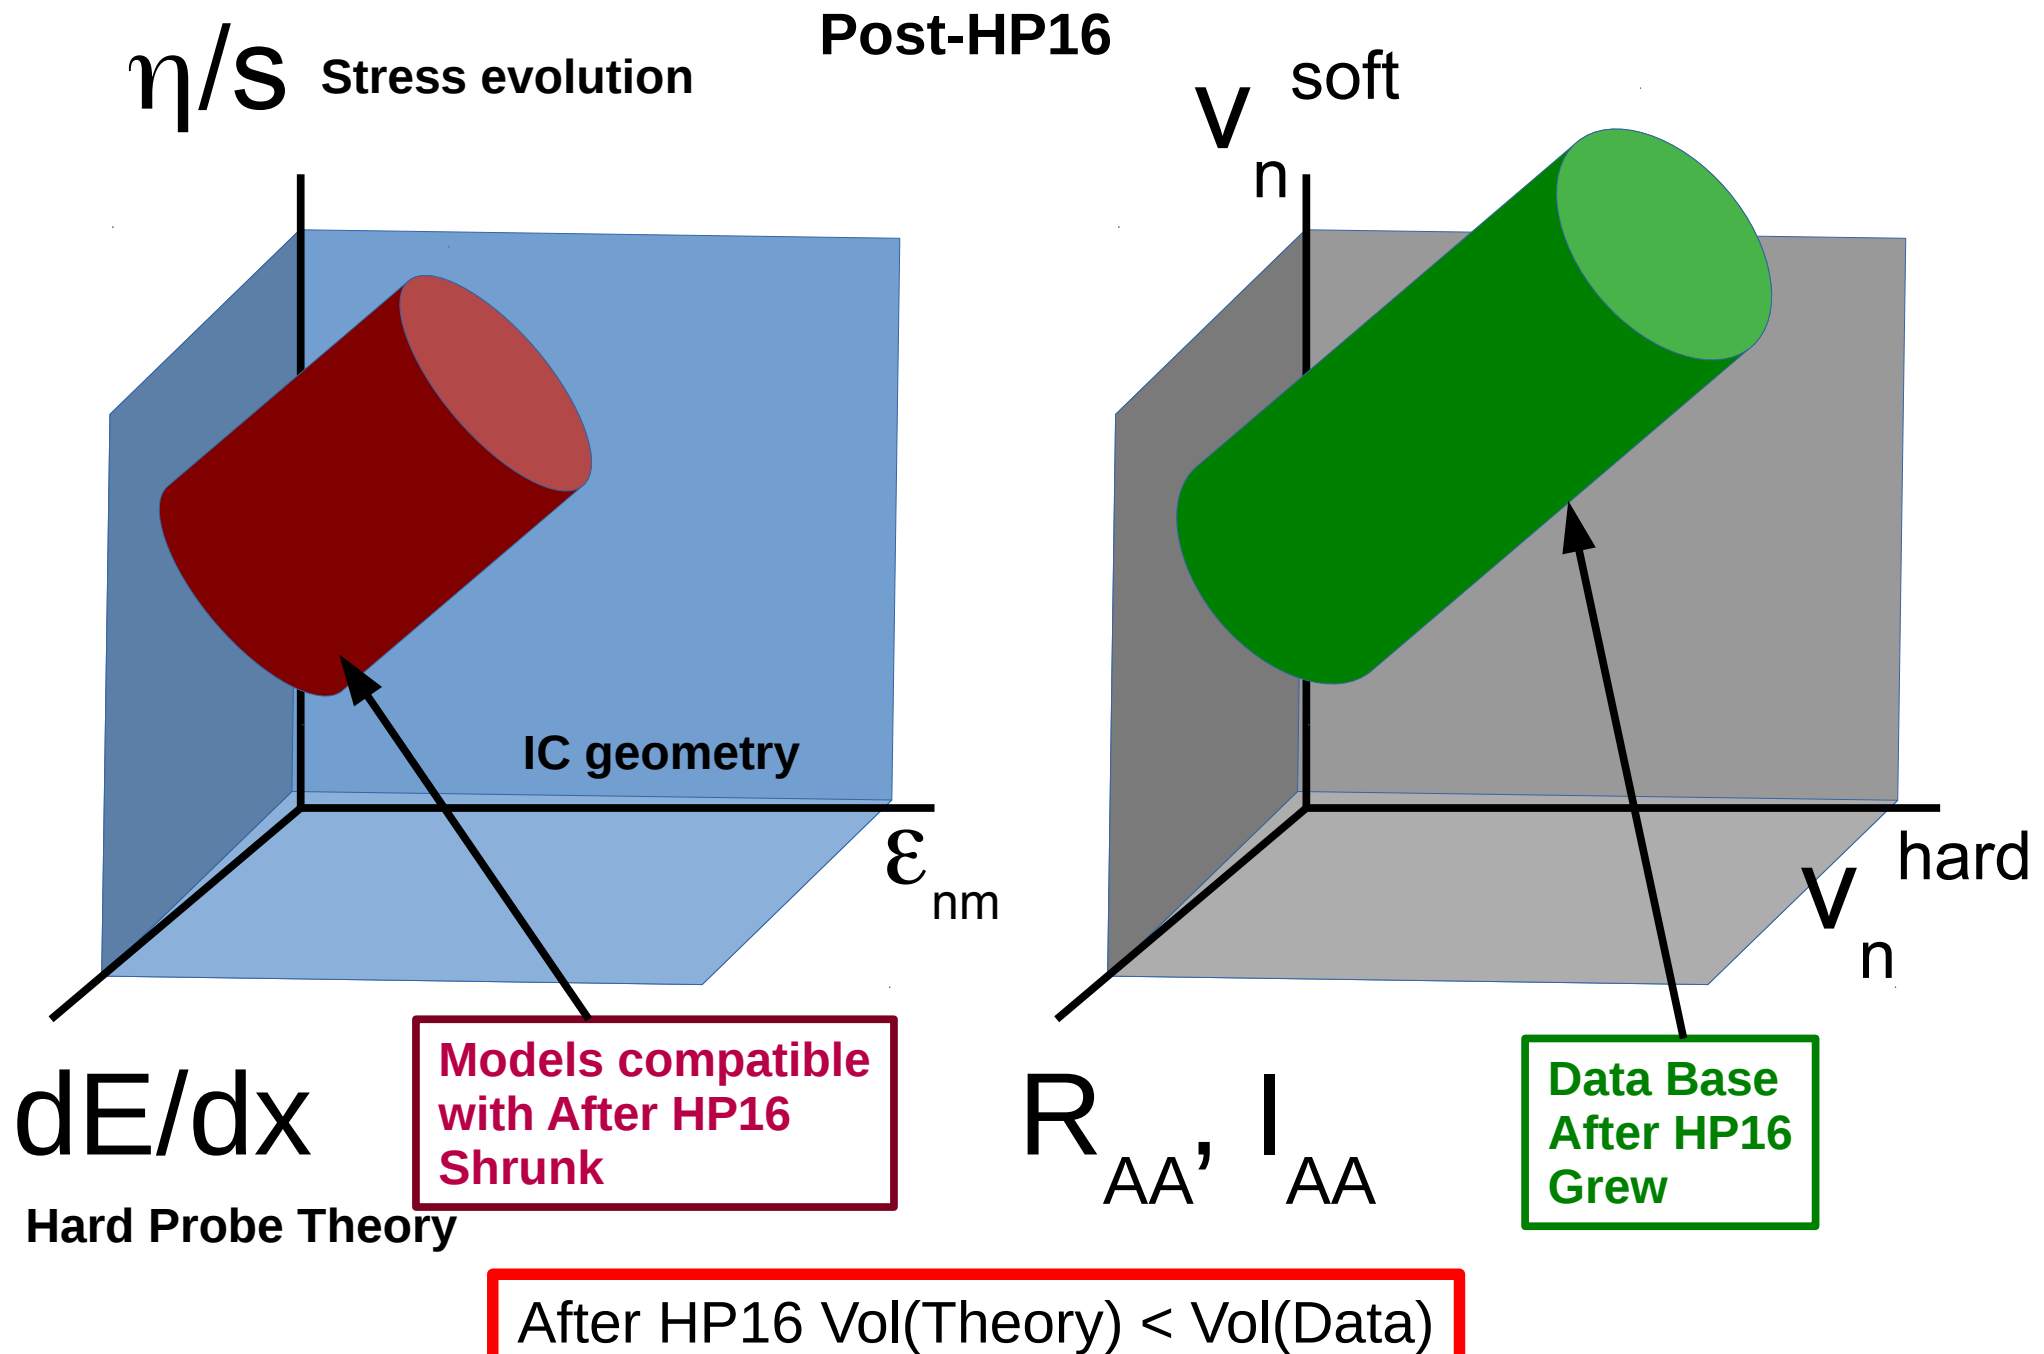 Post-HP16
η/s Stress evolution
v n soft
IC geometry
ε nm
v n hard
dE/dx
Hard Probe Theory
Models compatible
with After HP16
Shrunk
R AA, I AA
Data Base
After HP16
Grew
After HP16 Vol(Theory) < Vol(Data)